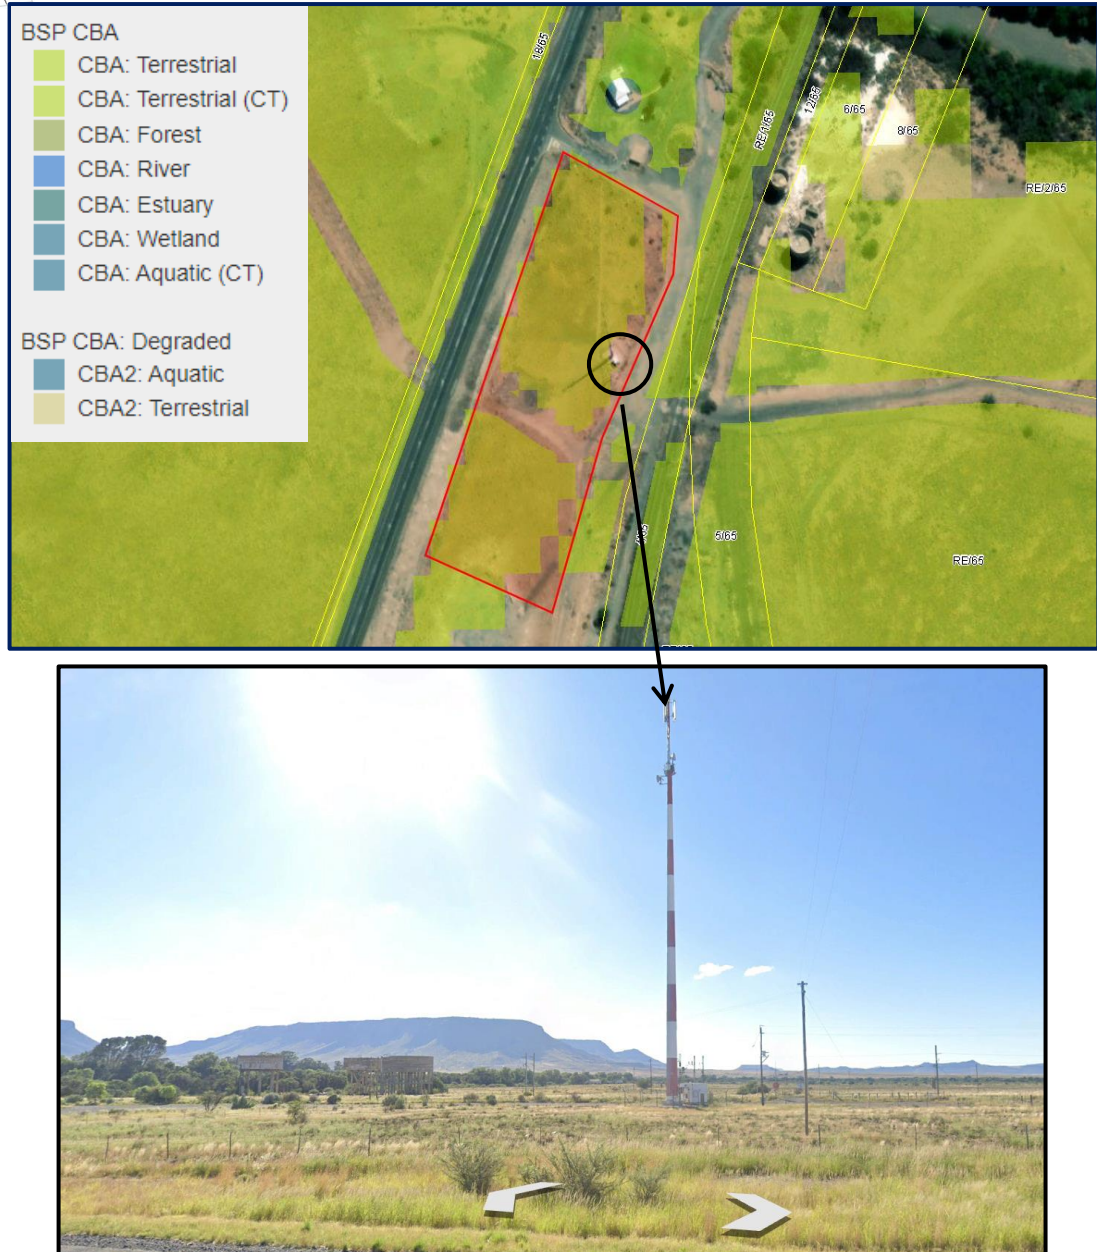 BSP CBA
CBA: Terrestrial
CBA: Terrestrial (CT)
CBA: Forest
CBA: River
CBA: Estuary
CBA: Wetland
CBA: Aquatic (CT)
BSP CBA: Degraded
CBA2: Aquatic
CBA2: Terrestrial
18/65
RE/1/65
12/65
6/65
8/65
RE/2/65
5/65
RE/65